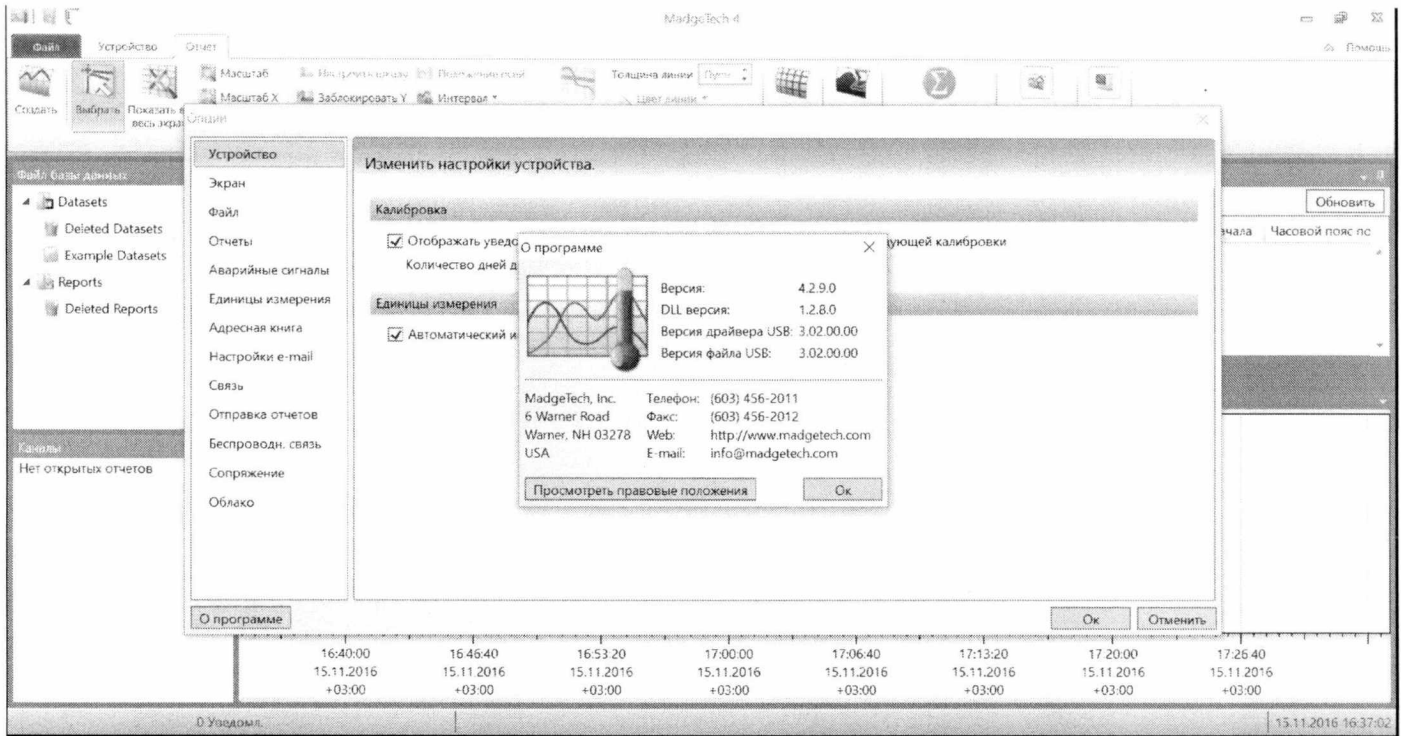 MadgeTech 4
Файл Устройство Отчет Помощь
Создать Выбрать Показать
весь экра
Масштаб
Масштаб X Заблокировать Y Интервал
Толщина линии
Цвет линии
Опции
Файл базы данных
Datasets
Deleted Datasets
Example Datasets
Reports
Deleted Reports
Каналы
Нет открытых отчетов
Устройство
Экран
Файл
Отчеты
Аварийные сигналы
Единицы измерения
Адресная книга
Настройки e-mail
Связь
Отправка отчетов
Беспроводн. связь
Сопряжение
Облако
О программе
Изменить настройки устройства.
Калибровка
Отображать уведо
ующей калибровки
Количество дней д
Единицы измерения
Автоматический и
О программе
Версия: 4.2.9.0
DLL версия: 1.2.8.0
Версия драйвера USB: 3.02.00.00
Версия файла USB: 3.02.00.00
MadgeTech, Inc. Телефон: (603) 456-2011
6 Warner Road Факс: (603) 456-2012
Warner, NH 03278 Web: http://www.madgetech.com
USA E-mail: info@madgetech.com
Просмотреть правовые положения Ок
Ок Отменить
Обновить
чала Часовой пояс по
16:40:00 16:46:40 16:53:20 17:00:00 17:06:40 17:13:20 17:20:00 17:26:40
15.11.2016 15.11.2016 15.11.2016 15.11.2016 15.11.2016 15.11.2016 15.11.2016 15.11.2016
+03:00 +03:00 +03:00 +03:00 +03:00 +03:00 +03:00 +03:00
0 Уведомл. 15.11.2016 16:37:02